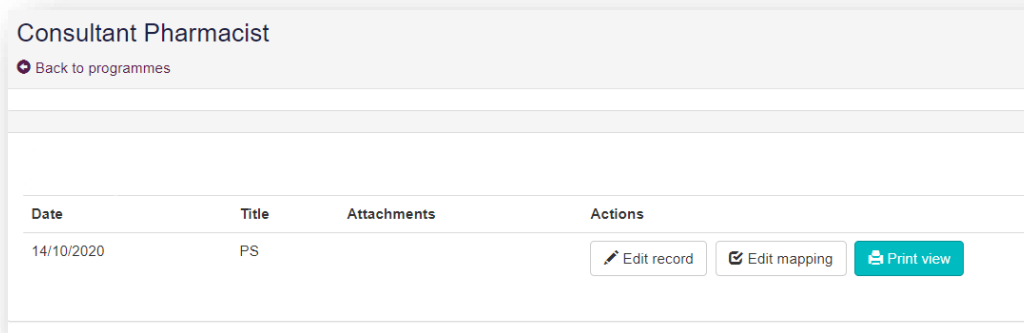 Consultant Pharmacist
Back to programmes
Date Title Attachments Actions
14/10/2020 PS Edit record Edit mapping Print view